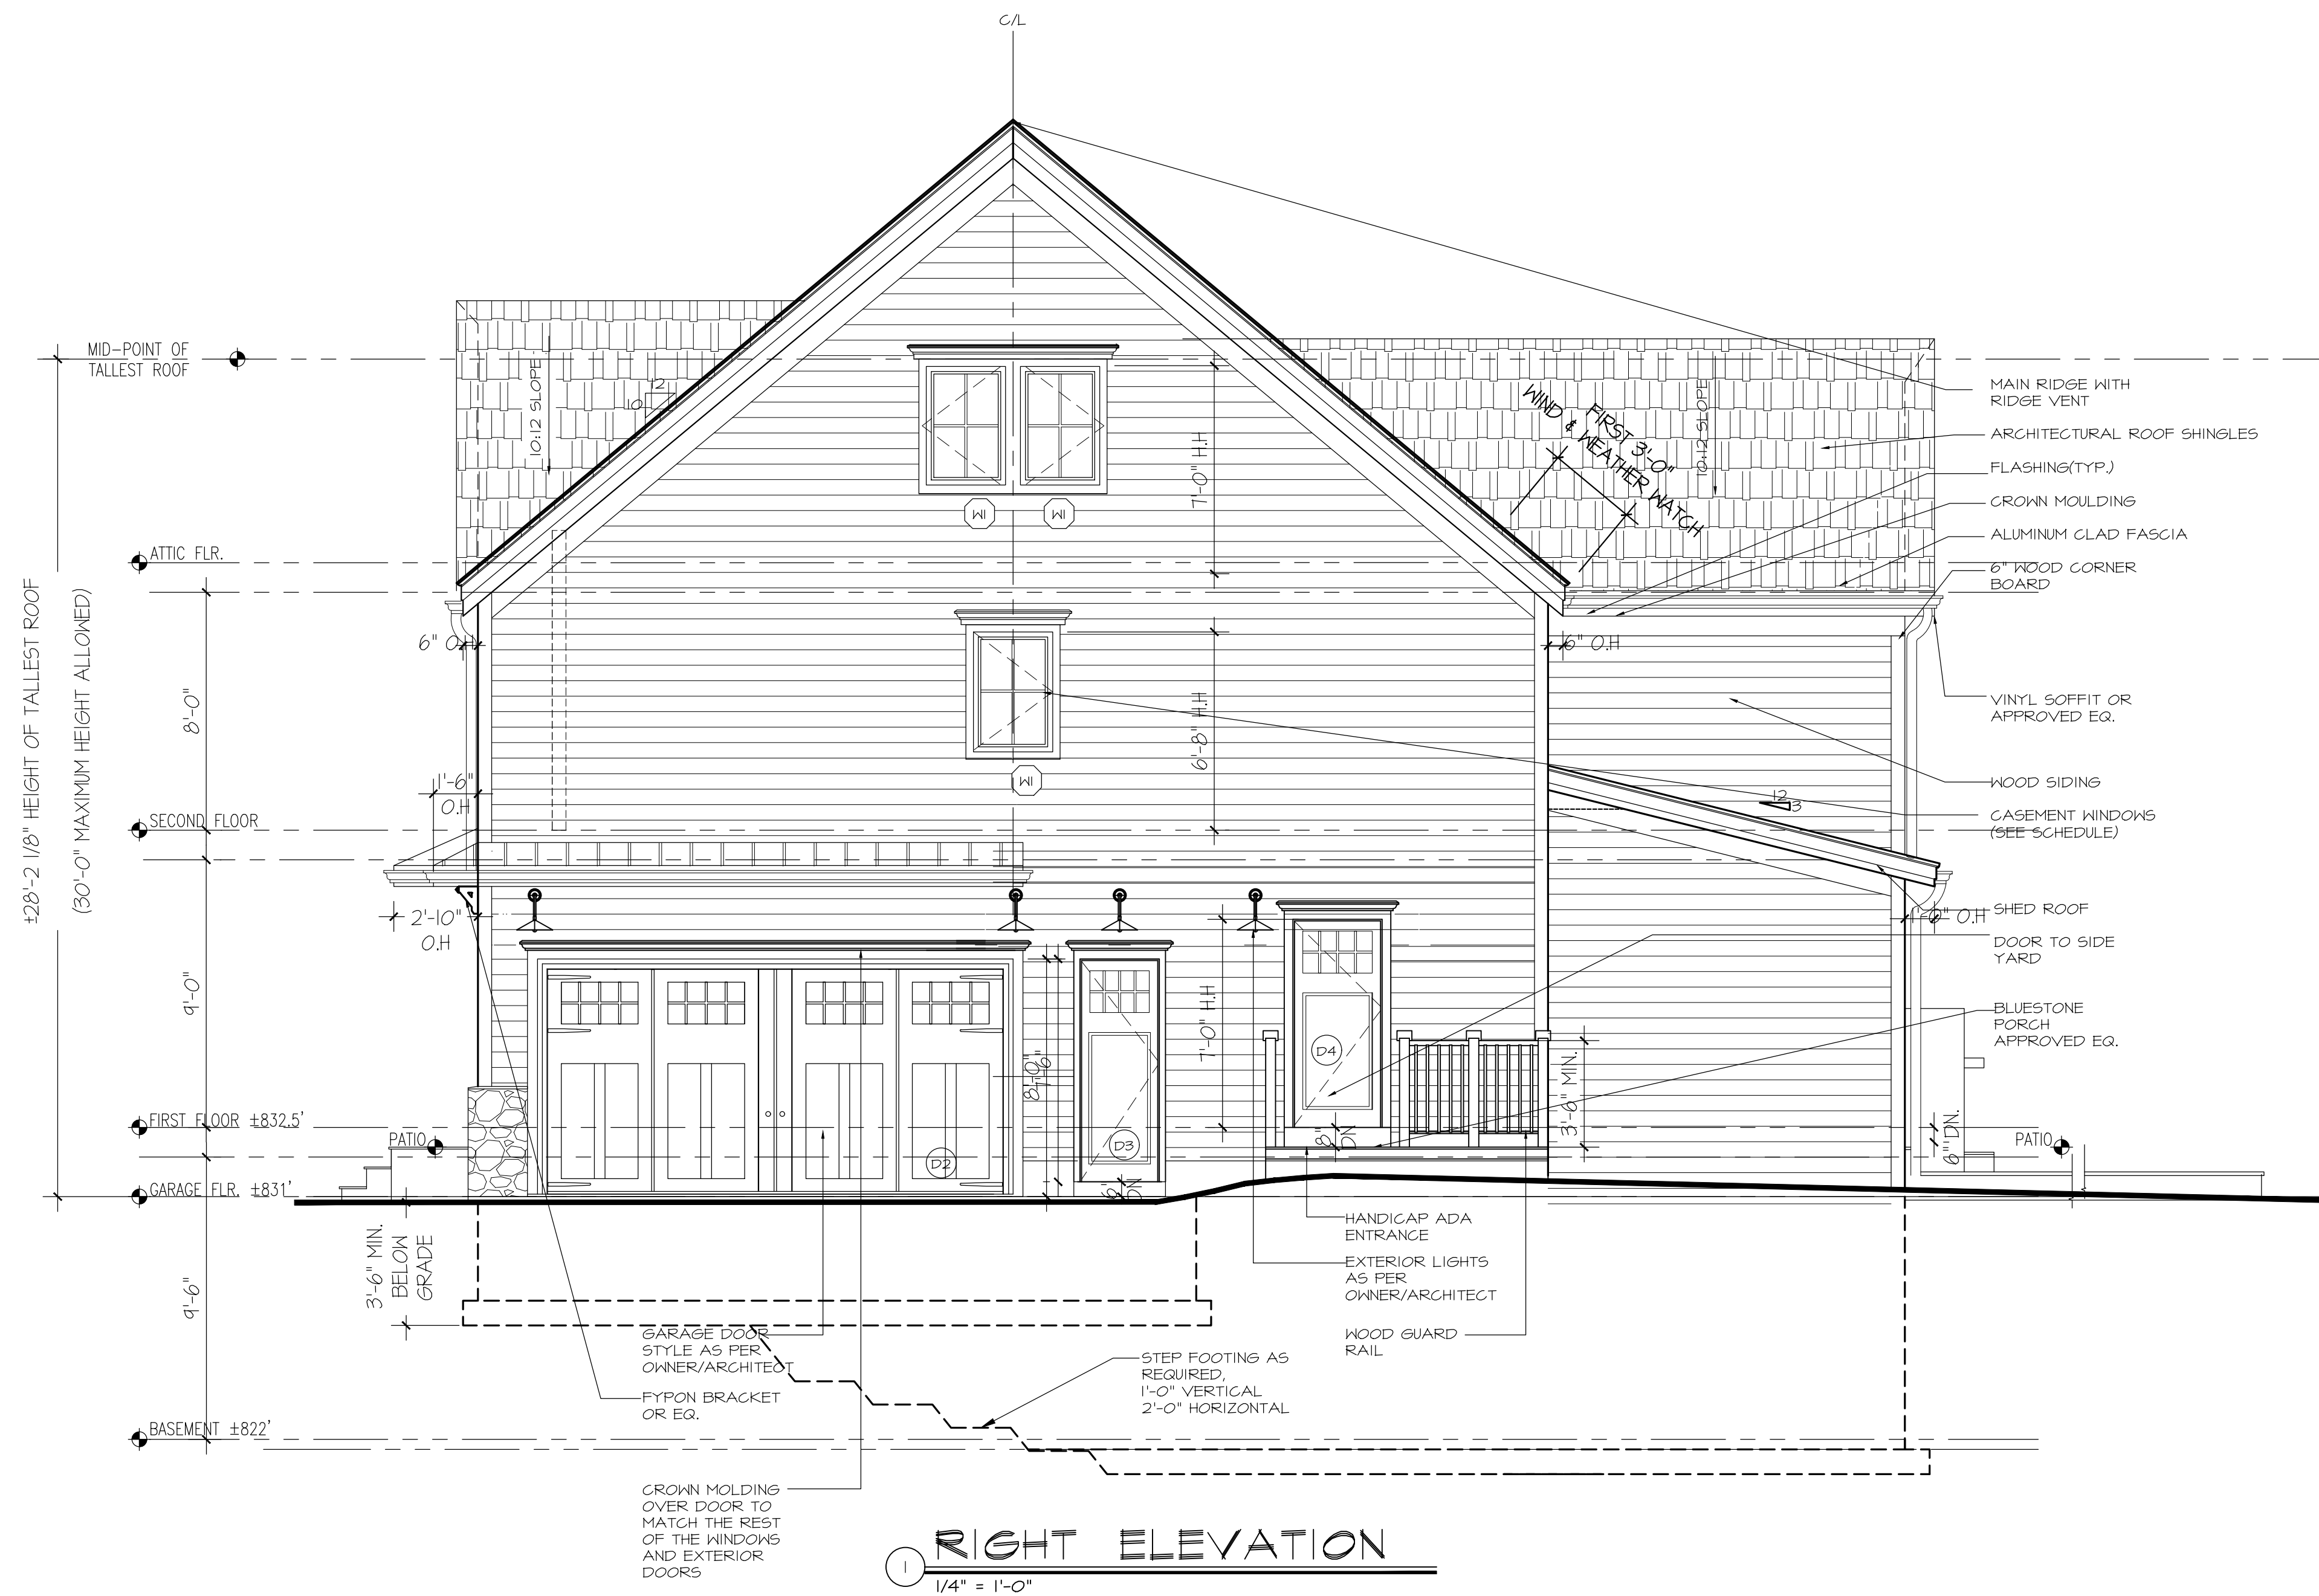 C/L
MID-POINT OF
TALLEST ROOF
10:12 SLOPE
12
10
7'-0" H.H
WIND & WEATHER WATCH
FIRST 3'-0"
10:12 SLOPE
MAIN RIDGE WITH
RIDGE VENT
ARCHITECTURAL ROOF SHINGLES
FLASHING(TYP.)
CROWN MOULDING
ALUMINUM CLAD FASCIA
6" WOOD CORNER
BOARD
W1
W1
ATTIC FLR.
±28'-2 1/8" HEIGHT OF TALLEST ROOF
(30'-0" MAXIMUM HEIGHT ALLOWED)
8'-0"
6" O.H
6" O.H
6'-8" H.H
W1
VINYL SOFFIT OR
APPROVED EQ.
WOOD SIDING
12
3
CASEMENT WINDOWS
(SEE SCHEDULE)
1'-6"
O.H
SECOND FLOOR
2'-10"
O.H
9'-0"
1'-0" O.H
SHED ROOF
DOOR TO SIDE
YARD
BLUESTONE
PORCH
APPROVED EQ.
7'-0" H.H
8'-0"
7'-6"
D4
D3
D2
3'-6" MIN.
8"
DN
8"
DN
6" DN.
FIRST FLOOR ±832.5'
PATIO
PATIO
GARAGE FLR. ±831'
3'-6" MIN.
BELOW
GRADE
9'-6"
HANDICAP ADA
ENTRANCE
EXTERIOR LIGHTS
AS PER
OWNER/ARCHITECT
WOOD GUARD
RAIL
GARAGE DOOR
STYLE AS PER
OWNER/ARCHITECT
FYPON BRACKET
OR EQ.
STEP FOOTING AS
REQUIRED,
1'-0" VERTICAL
2'-0" HORIZONTAL
BASEMENT ±822'
CROWN MOLDING
OVER DOOR TO
MATCH THE REST
OF THE WINDOWS
AND EXTERIOR
DOORS
1
RIGHT ELEVATION
1/4" = 1'-0"